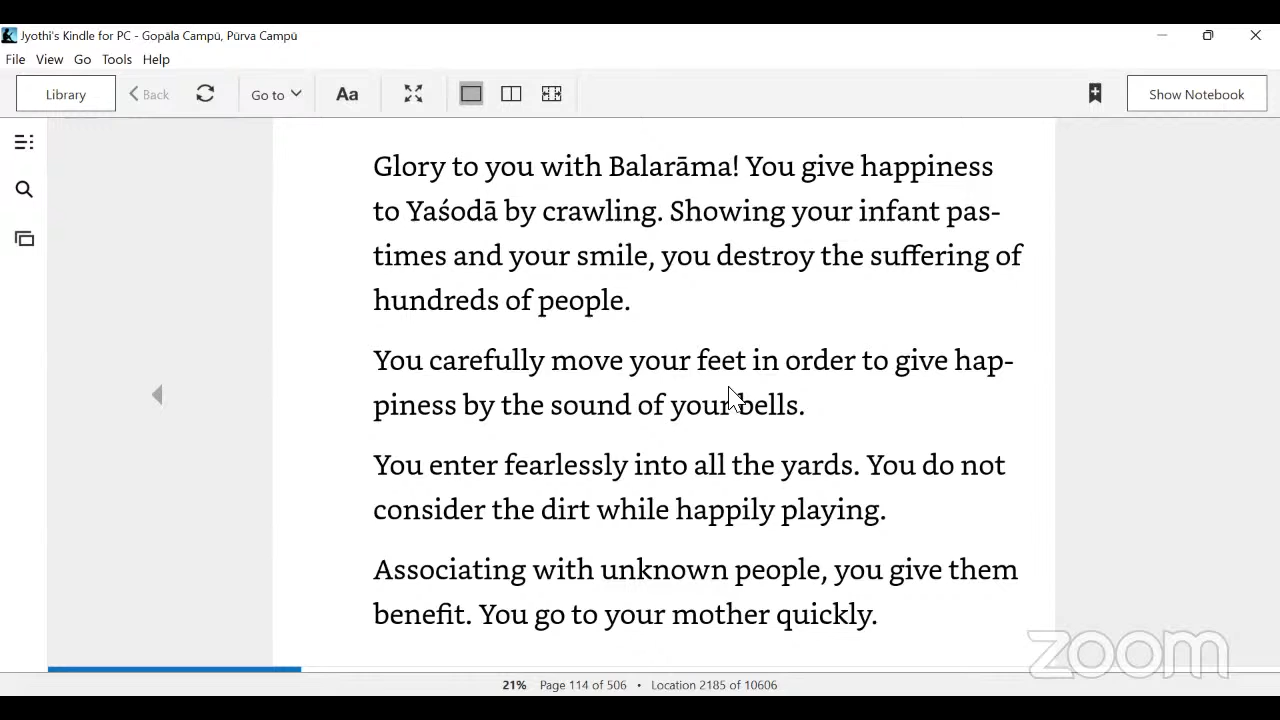 Jyothi's Kindle for PC - Gopāla Campū, Pūrva Campū
File View Go Tools Help
Library Back Go to Aa Show Notebook
Glory to you with Balarāma! You give happiness
to Yaśodā by crawling. Showing your infant pas-
times and your smile, you destroy the suffering of
hundreds of people.
You carefully move your feet in order to give hap-
piness by the sound of your bells.
You enter fearlessly into all the yards. You do not
consider the dirt while happily playing.
Associating with unknown people, you give them
benefit. You go to your mother quickly.
zoom
21% Page 114 of 506 • Location 2185 of 10606